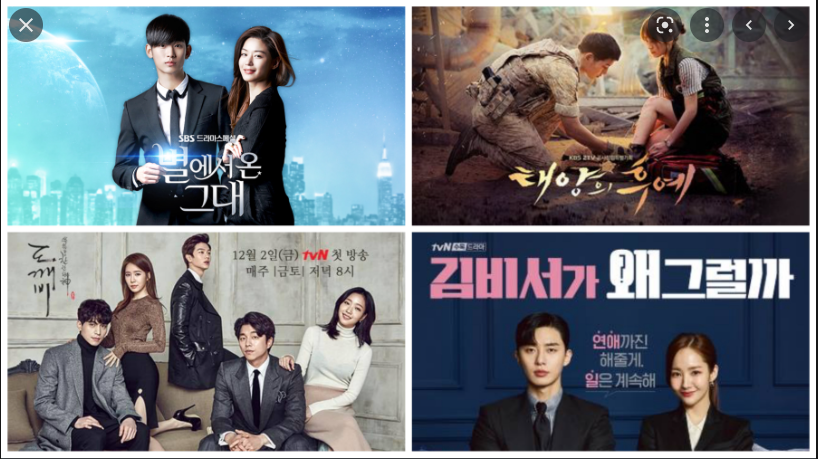 SBS 드라마스페셜
별에서 온
그대
태양의 후예
도깨비
12월 2일(금) tvN 첫 방송
매주 |금토| 저녁 8시
tvN 수목드라마
김비서가 왜 그럴까
연애까진
해줄게.
일은 계속해